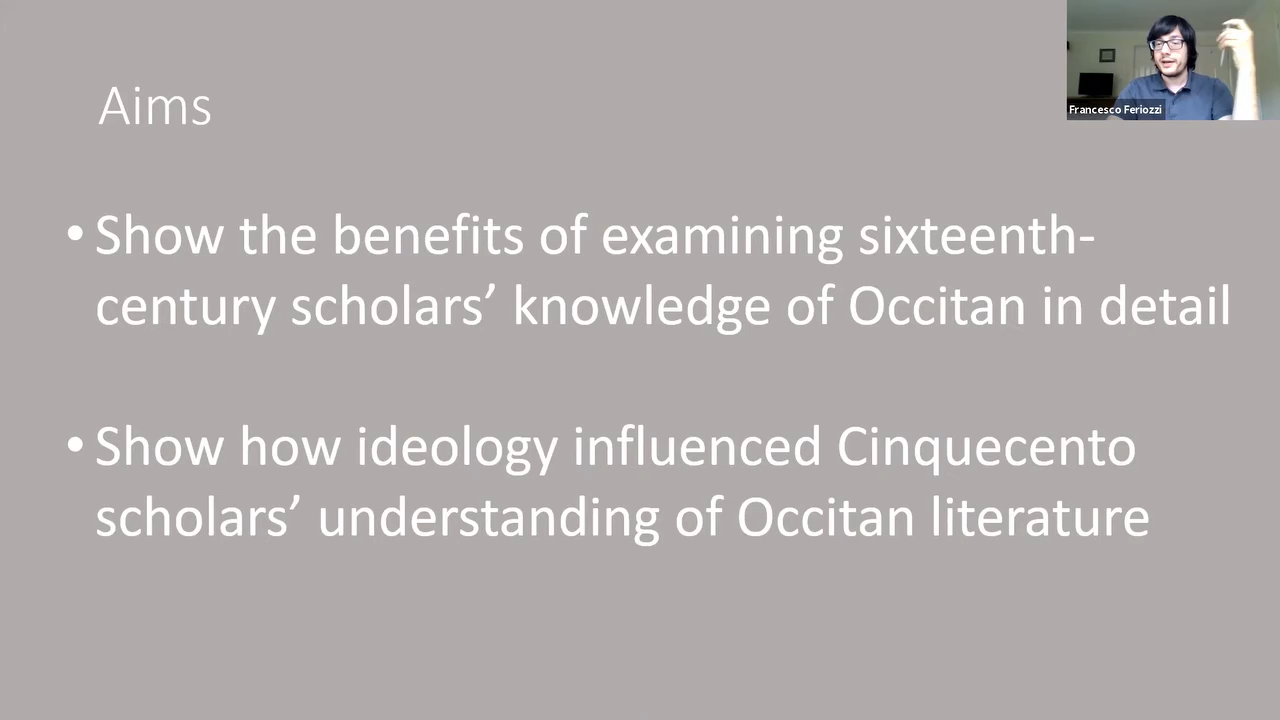 Aims
Francesco Feriozzi
• Show the benefits of examining sixteenth-
century scholars’ knowledge of Occitan in detail
• Show how ideology influenced Cinquecento
scholars’ understanding of Occitan literature